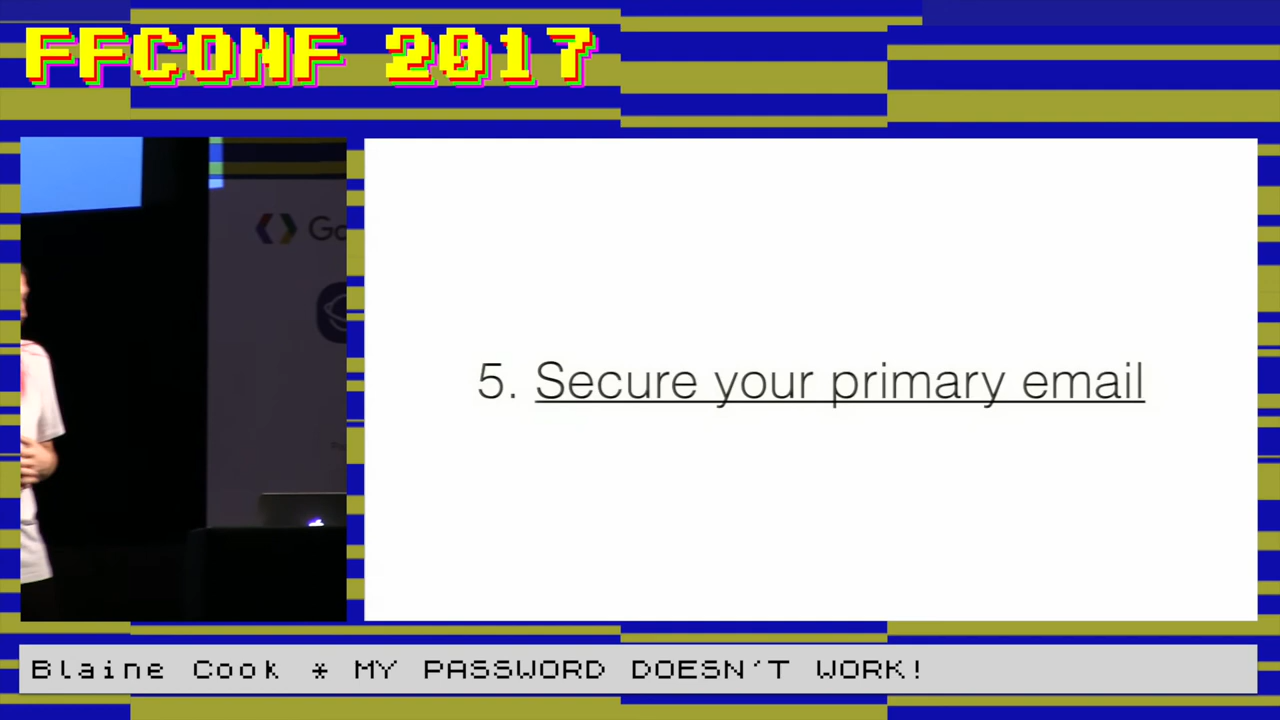 FFCONF 2017
5. Secure your primary email
Blaine Cook * MY PASSWORD DOESN'T WORK!